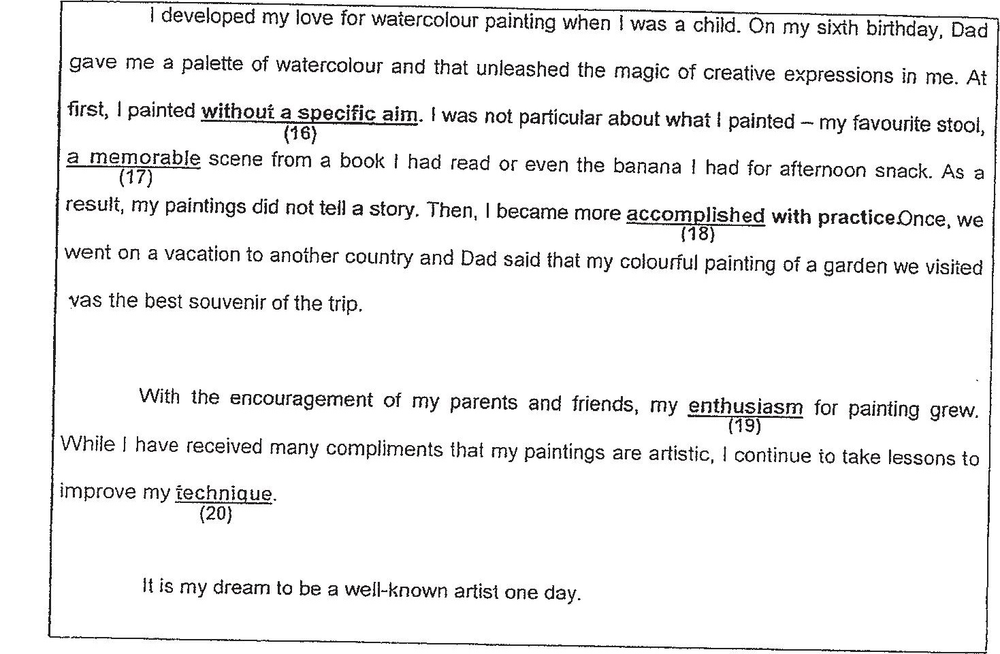 I developed my love for watercolour painting when I was a child. On my sixth birthday, Dad
gave me a palette of watercolour and that unleashed the magic of creative expressions in me. At
first, I painted without a specific aim. I was not particular about what I painted – my favourite stool,
(16)
a memorable scene from a book I had read or even the banana I had for afternoon snack. As a
(17)
result, my paintings did not tell a story. Then, I became more accomplished with practice.Once, we
(18)
went on a vacation to another country and Dad said that my colourful painting of a garden we visited
vas the best souvenir of the trip.
With the encouragement of my parents and friends, my enthusiasm for painting grew.
(19)
While I have received many compliments that my paintings are artistic, I continue to take lessons to
improve my technique.
(20)
It is my dream to be a well-known artist one day.